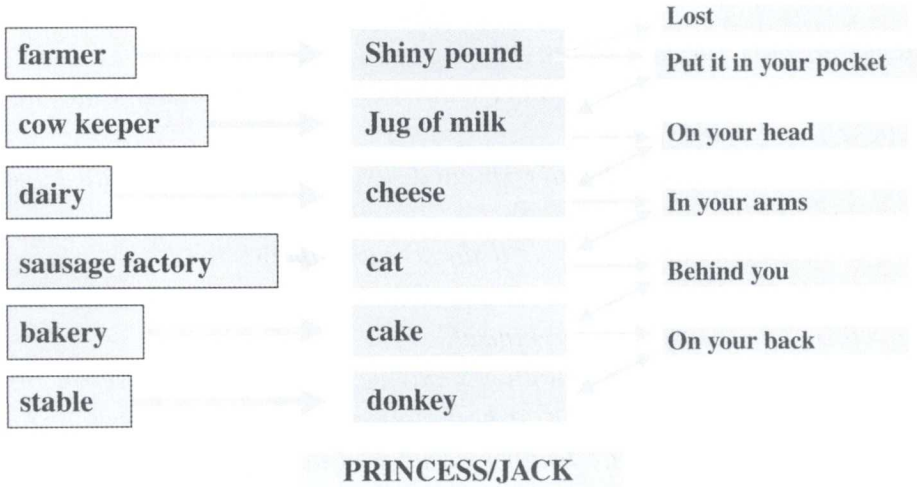 Lost
farmer Shiny pound Put it in your pocket
cow keeper Jug of milk On your head
dairy cheese In your arms
sausage factory cat Behind you
bakery cake On your back
stable donkey
PRINCESS/JACK